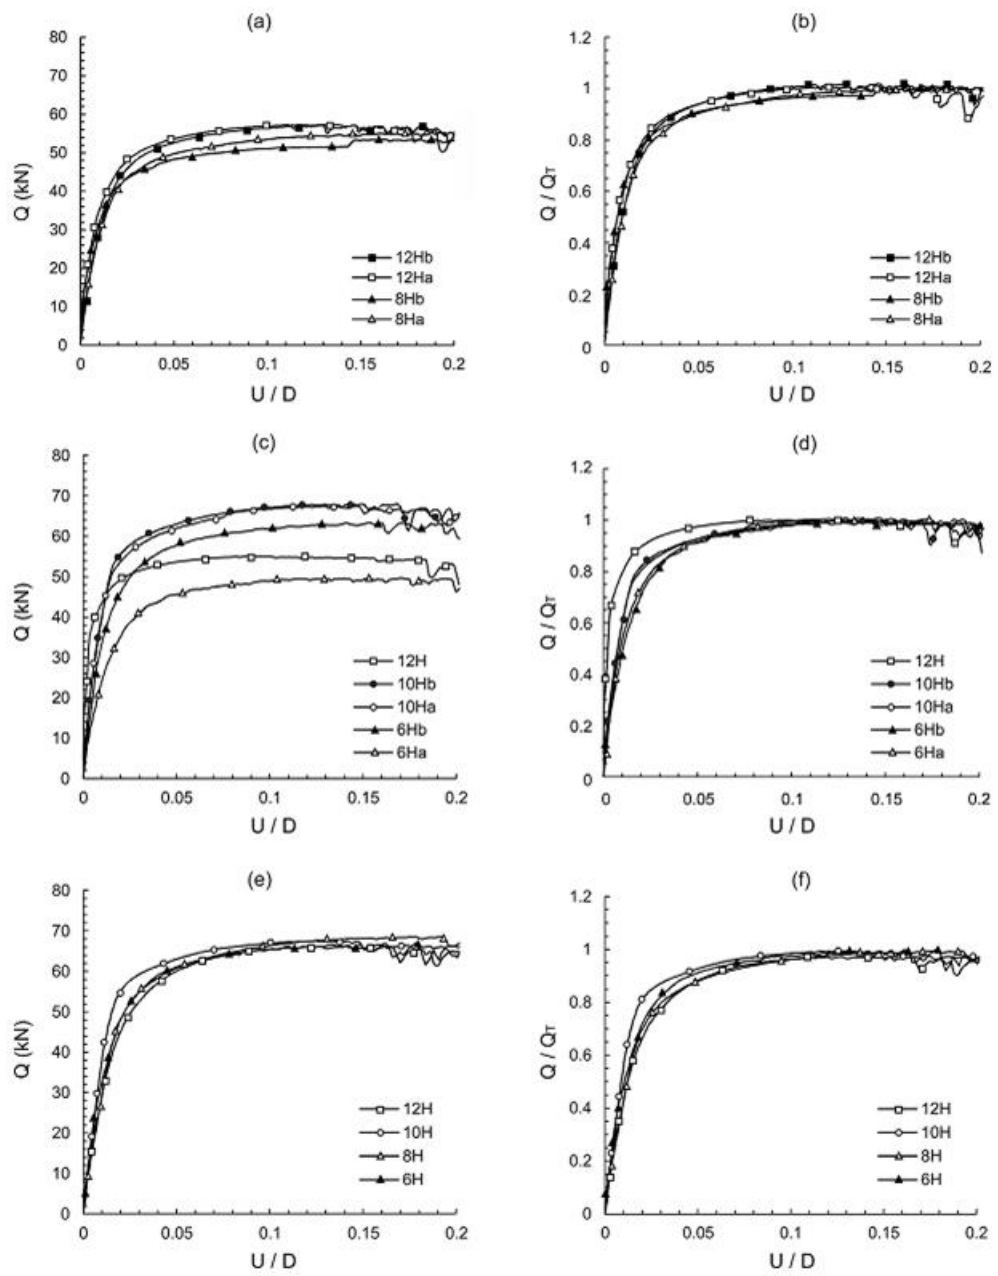 (a)
80
70
60
50
40
30
20
10
0
Q (kN)
12Hb
12Ha
8Hb
8Ha
0 0.05 0.1 0.15 0.2
U / D
(b)
1.2
1
0.8
0.6
0.4
0.2
0
Q / QT
12Hb
12Ha
8Hb
8Ha
0 0.05 0.1 0.15 0.2
U / D
(c)
80
70
60
50
40
30
20
10
0
Q (kN)
12H
10Hb
10Ha
6Hb
6Ha
0 0.05 0.1 0.15 0.2
U / D
(d)
1.2
1
0.8
0.6
0.4
0.2
0
Q / QT
12H
10Hb
10Ha
6Hb
6Ha
0 0.05 0.1 0.15 0.2
U / D
(e)
80
70
60
50
40
30
20
10
0
Q (kN)
12H
10H
8H
6H
0 0.05 0.1 0.15 0.2
U / D
(f)
1.2
1
0.8
0.6
0.4
0.2
0
Q / QT
12H
10H
8H
6H
0 0.05 0.1 0.15 0.2
U / D